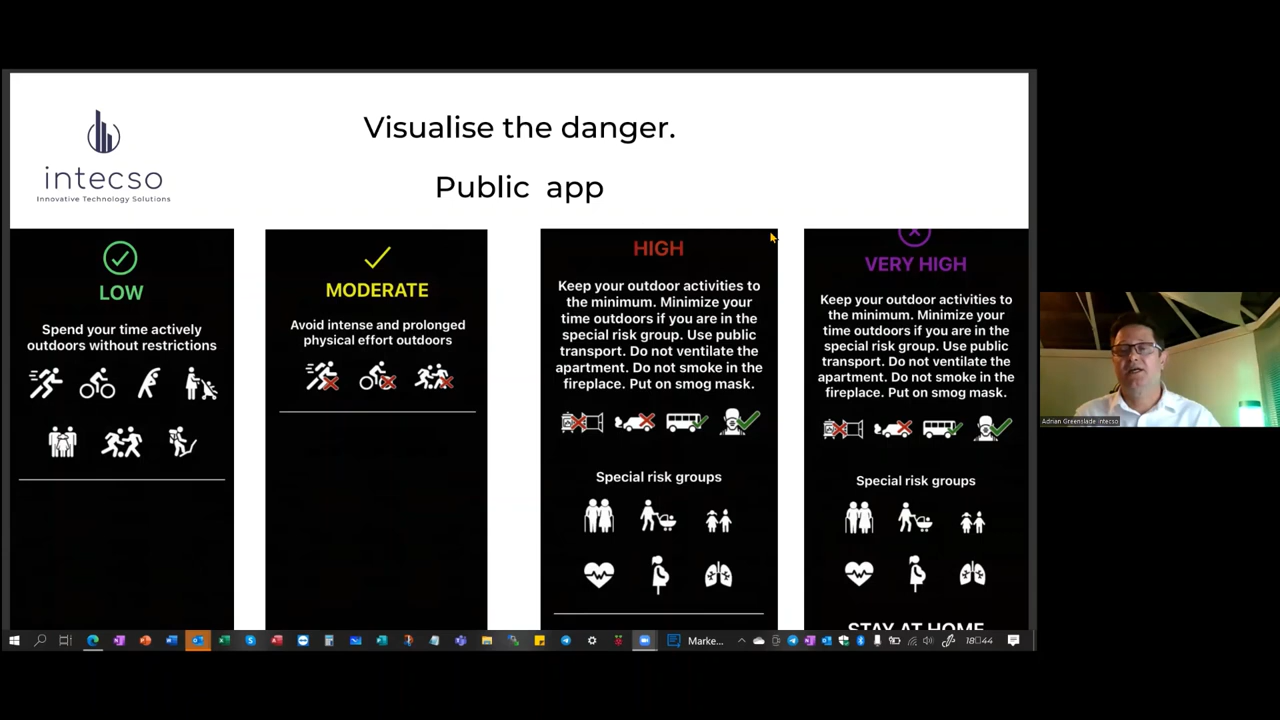 Visualise the danger.
Public app
intecso
Innovative Technology Solutions
LOW
Spend your time actively
outdoors without restrictions
MODERATE
Avoid intense and prolonged
physical effort outdoors
HIGH
Keep your outdoor activities to
the minimum. Minimize your
time outdoors if you are in the
special risk group. Use public
transport. Do not ventilate the
apartment. Do not smoke in the
fireplace. Put on smog mask.
Special risk groups
VERY HIGH
Keep your outdoor activities to
the minimum. Minimize your
time outdoors if you are in the
special risk group. Use public
transport. Do not ventilate the
apartment. Do not smoke in the
fireplace. Put on smog mask.
Special risk groups
STAY AT HOME
Adrian Greenslade Intecso
Marke...
18:44